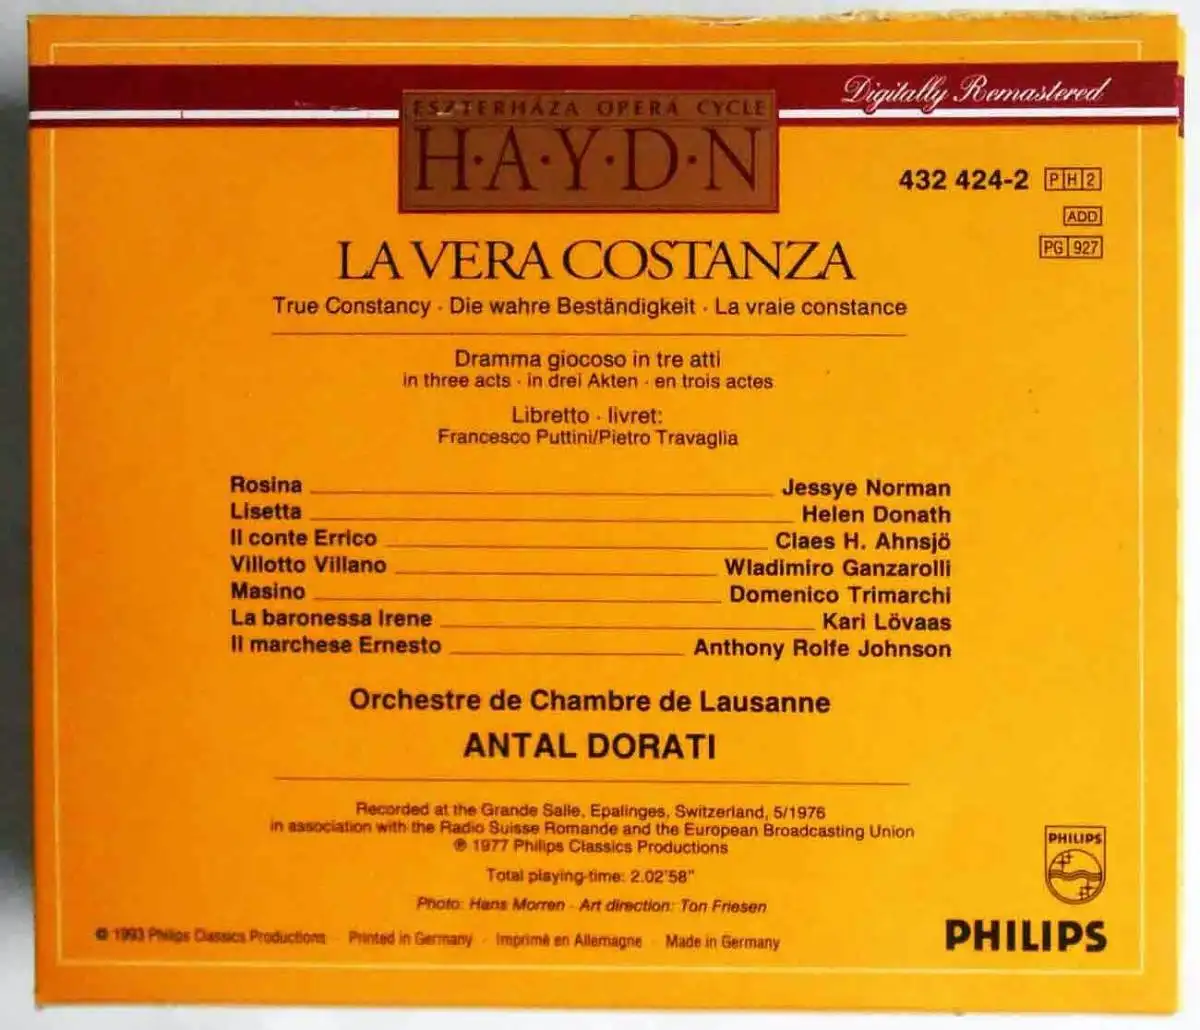 Digitally Remastered
ESZTERHÁZA OPERA CYCLE
H·A·Y·D·N
432 424-2 PH2
ADD
PG 927
LA VERA COSTANZA
True Constancy · Die wahre Beständigkeit · La vraie constance
Dramma giocoso in tre atti
in three acts · in drei Akten · en trois actes
Libretto · livret:
Francesco Puttini/Pietro Travaglia
Rosina Jessye Norman
Lisetta Helen Donath
Il conte Errico Claes H. Ahnsjö
Villotto Villano Wladimiro Ganzarolli
Masino Domenico Trimarchi
La baronessa Irene Kari Lövaas
Il marchese Ernesto Anthony Rolfe Johnson
Orchestre de Chambre de Lausanne
ANTAL DORATI
Recorded at the Grande Salle, Epalinges, Switzerland, 5/1976
in association with the Radio Suisse Romande and the European Broadcasting Union
℗ 1977 Philips Classics Productions
Total playing-time: 2.02'58"
Photo: Hans Morren · Art direction: Ton Friesen
© 1993 Philips Classics Productions · Printed in Germany · Imprimé en Allemagne · Made in Germany
PHILIPS
PHILIPS